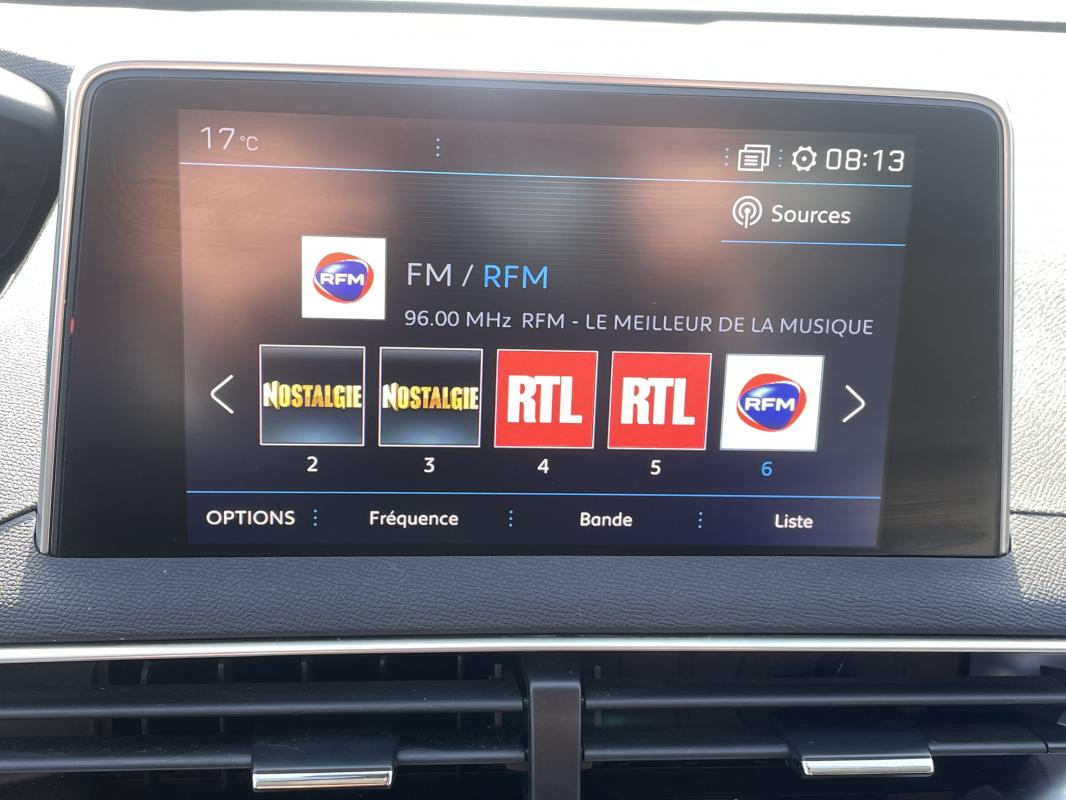 17 °C
08:13
Sources
RFM
FM / RFM
96.00 MHz RFM - LE MEILLEUR DE LA MUSIQUE
NOSTALGIE NOSTALGIE RTL RTL RFM
2 3 4 5 6
OPTIONS Fréquence Bande Liste